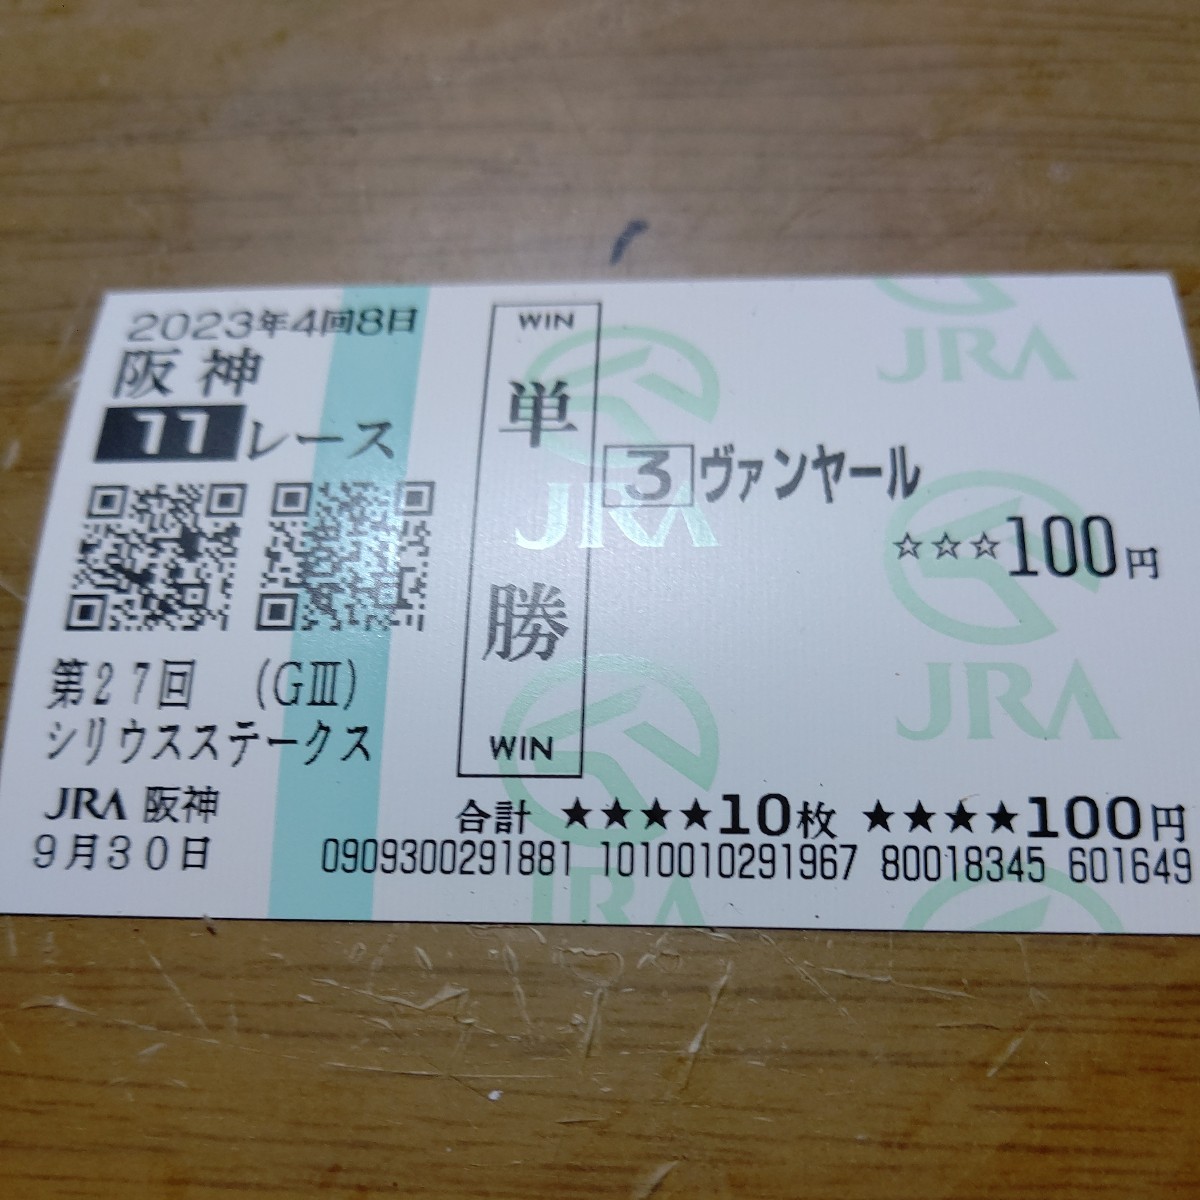 2023年4回8日
阪神
11レース
第27回 (GⅢ)
シリウスステークス
JRA 阪神
9月30日
WIN
単勝
WIN
3 ヴァンヤール
☆☆☆100円
合計 ★★★★10枚 ★★★★100円
0909300291881 1010010291967 80018345 601649
JRA
JRA
JRA
JRA